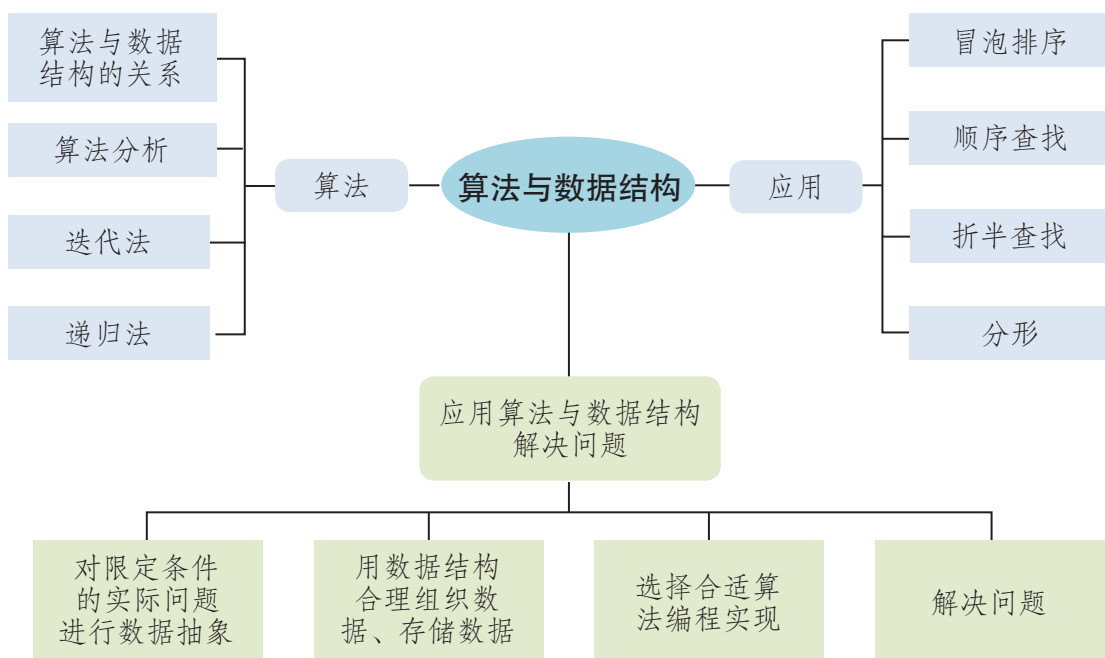 算法与数据
结构的关系
算法分析
迭代法
递归法
算法
算法与数据结构
应用
冒泡排序
顺序查找
折半查找
分形
应用算法与数据结构
解决问题
对限定条件
的实际问题
进行数据抽象
用数据结构
合理组织数
据、存储数据
选择合适算
法编程实现
解决问题